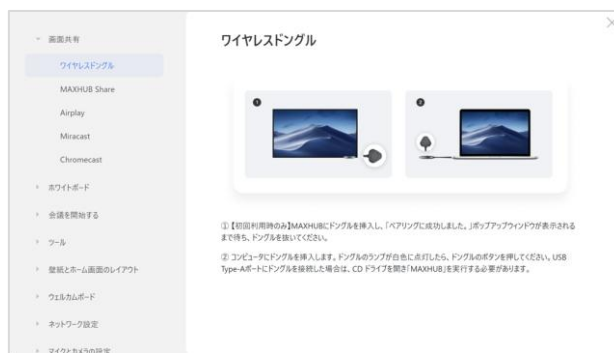 画面共有
ワイヤレスドングル
MAXHUB Share
Airplay
Miracast
Chromecast
ホワイトボード
会議を開始する
ツール
壁紙とホーム画面のレイアウト
ウェルカムボード
ネットワーク設定
マイクとカメラの設定
ワイヤレスドングル
1
2
①【初回利用時のみ】MAXHUBにドングルを挿入し、「ペアリングに成功しました。」ポップアップウィンドウが表示される
まで待ち、ドングルを抜いてください。
② コンピュータにドングルを挿入します。ドングルのランプが白色に点灯したら、ドングルのボタンを押してください。USB
Type-Aポートにドングルを接続した場合は、CD ドライブを開き「MAXHUB」を実行する必要があります。